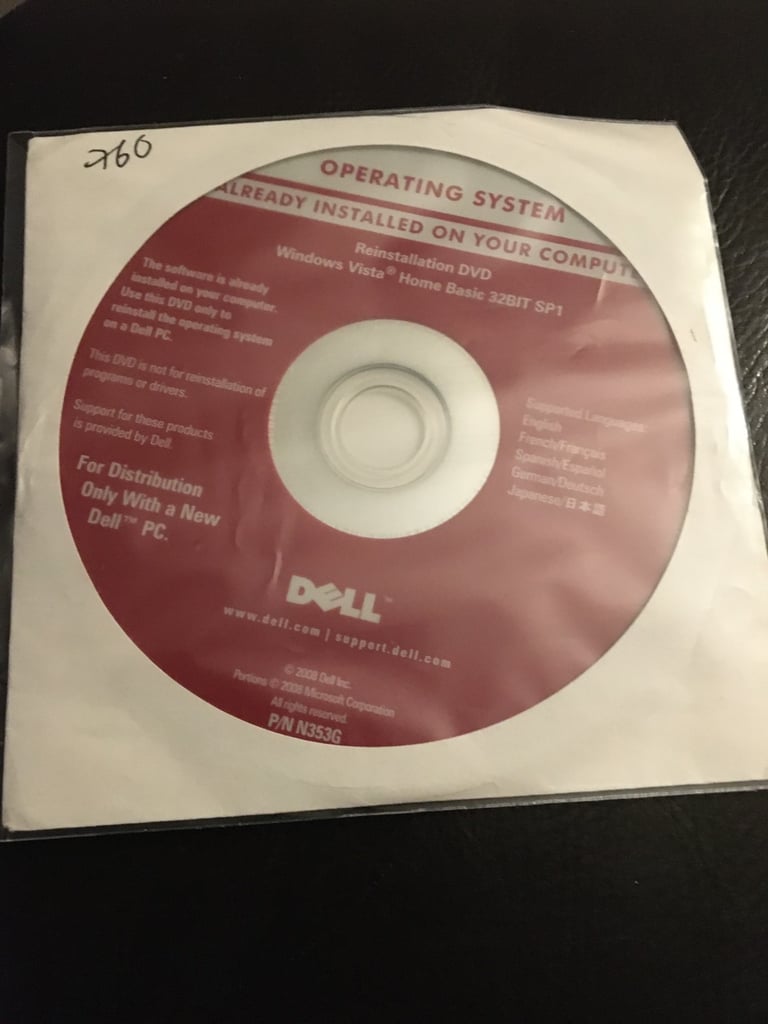 760
OPERATING SYSTEM
ALREADY INSTALLED ON YOUR COMPUTE
Reinstallation DVD
Windows Vista® Home Basic 32BIT SP1
The software is already
installed on your computer.
Use this DVD only to
reinstall the operating system
on a Dell PC.
This DVD is not for reinstallation of
programs or drivers.
Support for these products
is provided by Dell.
For Distribution
Only With a New
Dell™ PC.
Supported Languages:
English
French/Français
Spanish/Español
German/Deutsch
Japanese/日本語
DELL™
www.dell.com | support.dell.com
© 2008 Dell Inc.
Portions © 2008 Microsoft Corporation
All rights reserved.
P/N N353G